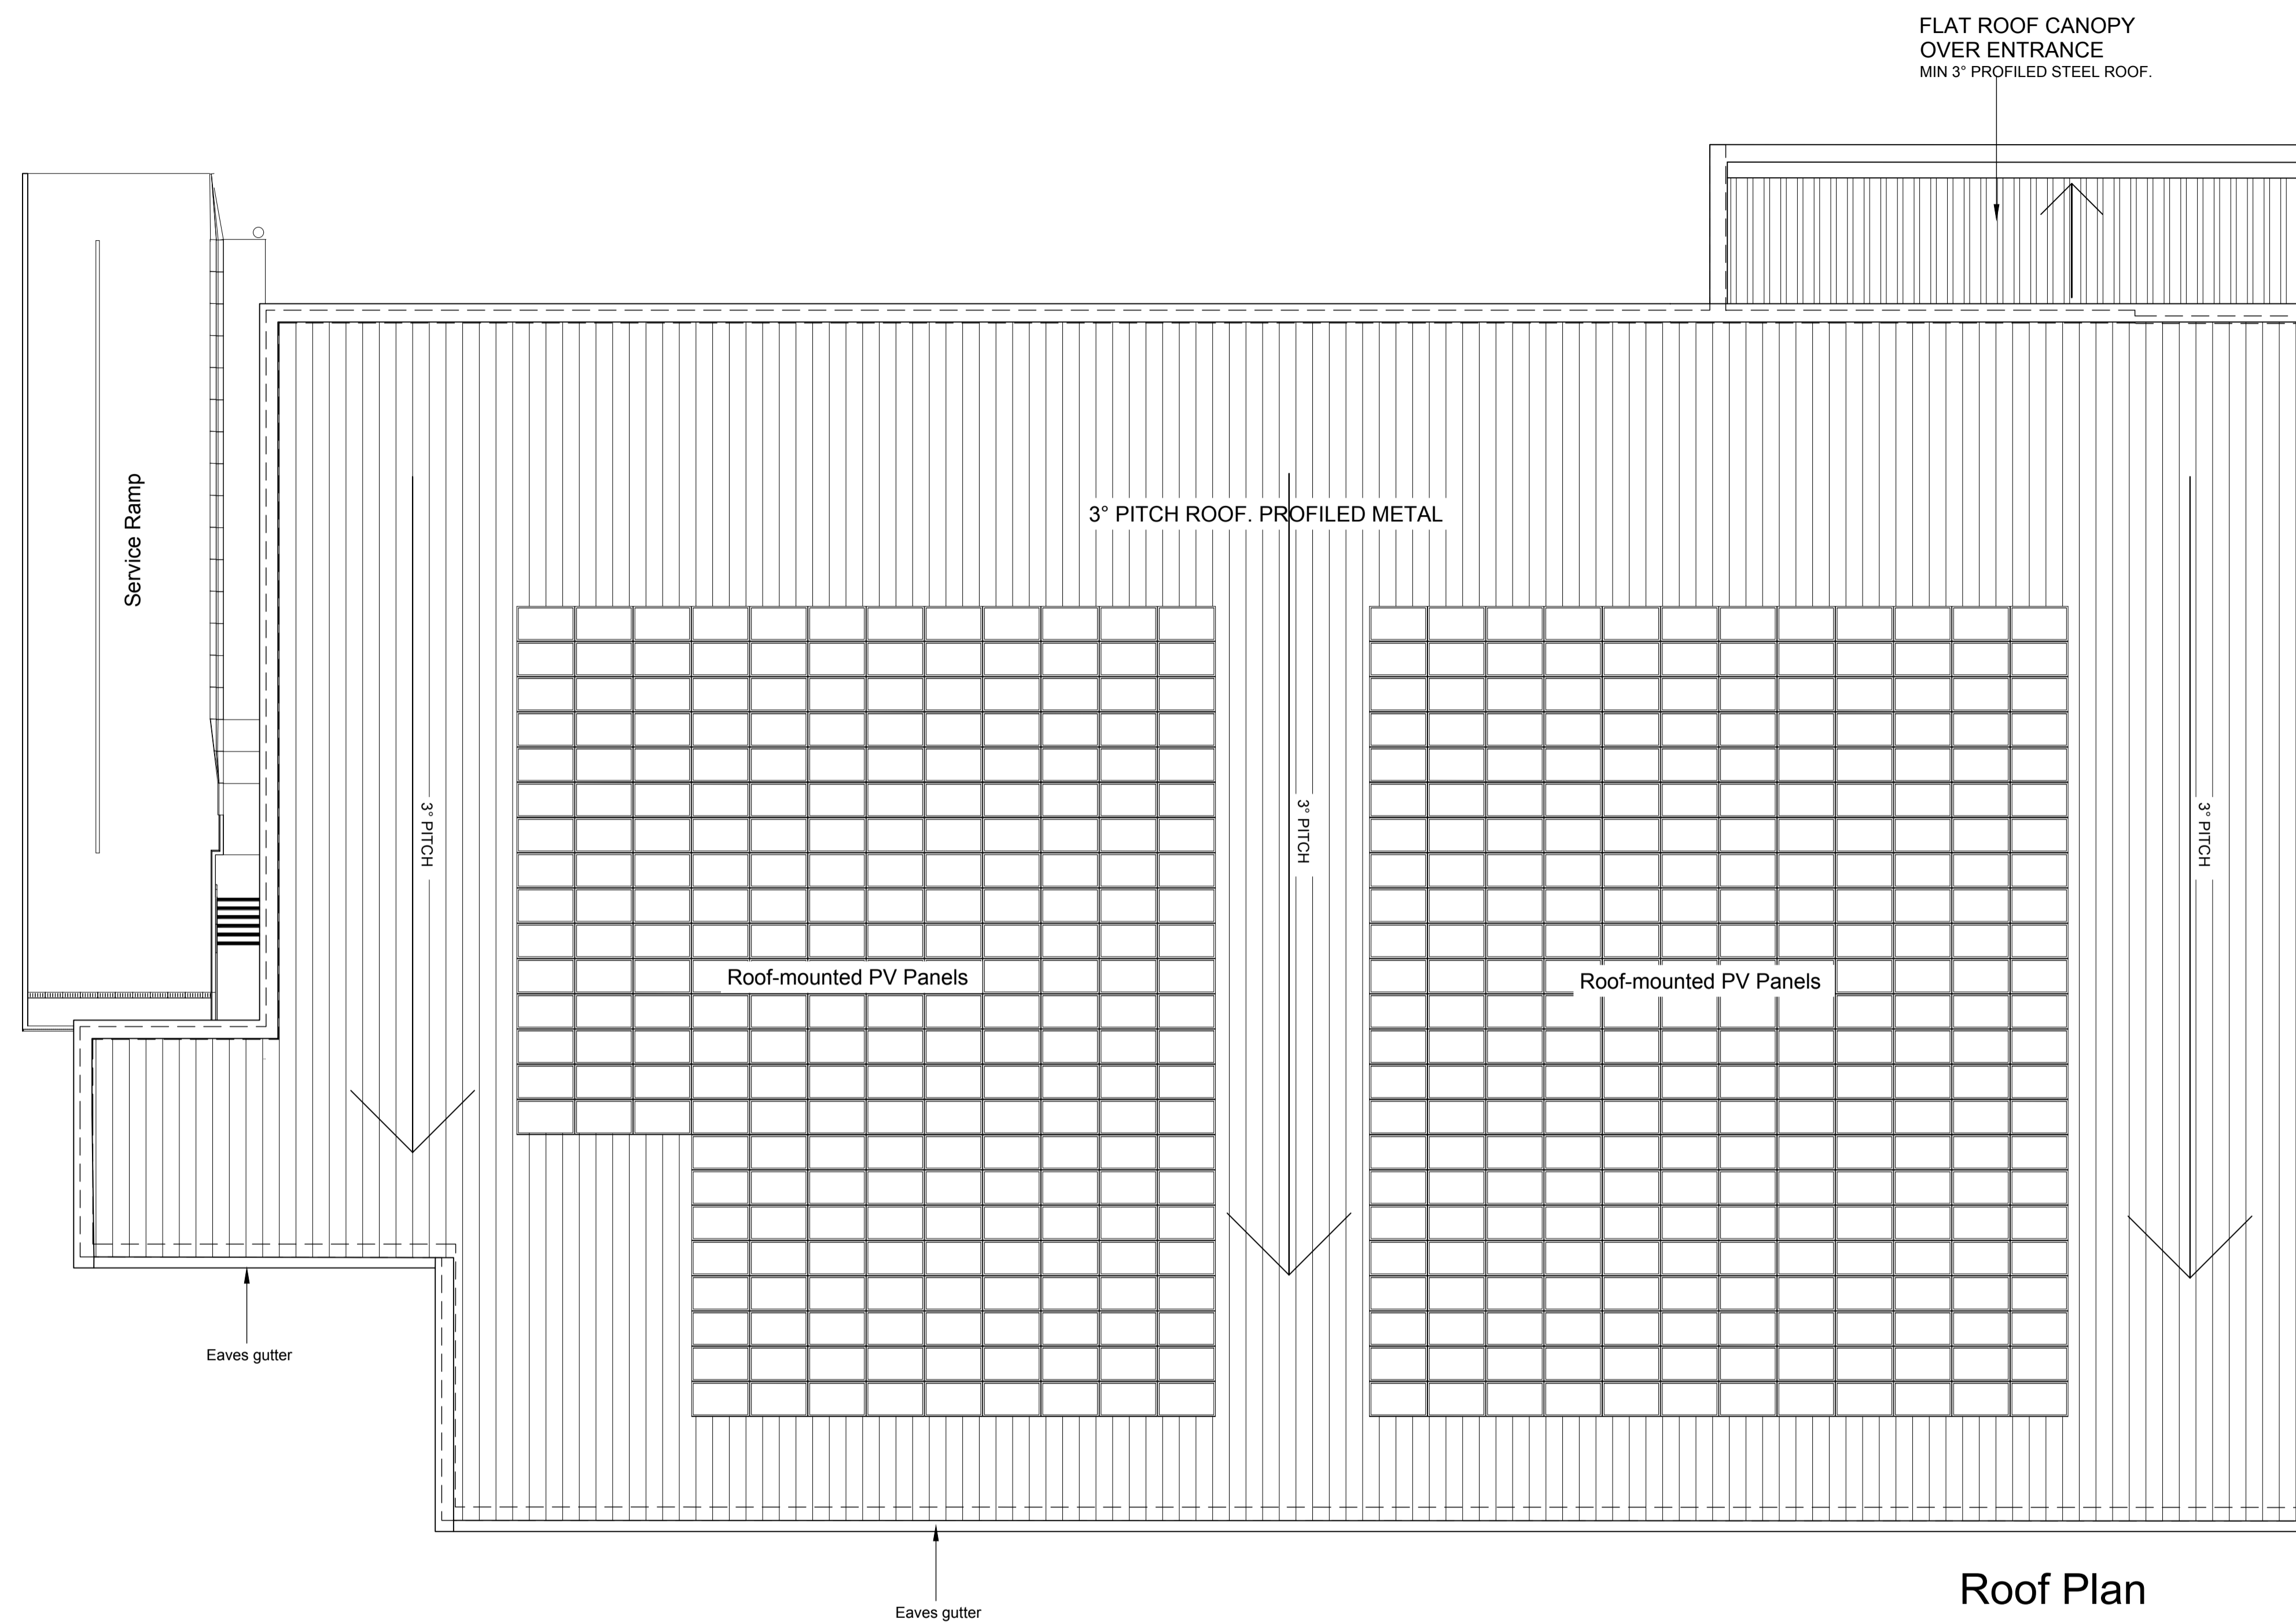 FLAT ROOF CANOPY
OVER ENTRANCE
MIN 3° PROFILED STEEL ROOF.
Service Ramp
3° PITCH ROOF. PROFILED METAL
3° PITCH
3° PITCH
3° PITCH
Roof-mounted PV Panels
Roof-mounted PV Panels
Eaves gutter
Eaves gutter
Roof Plan